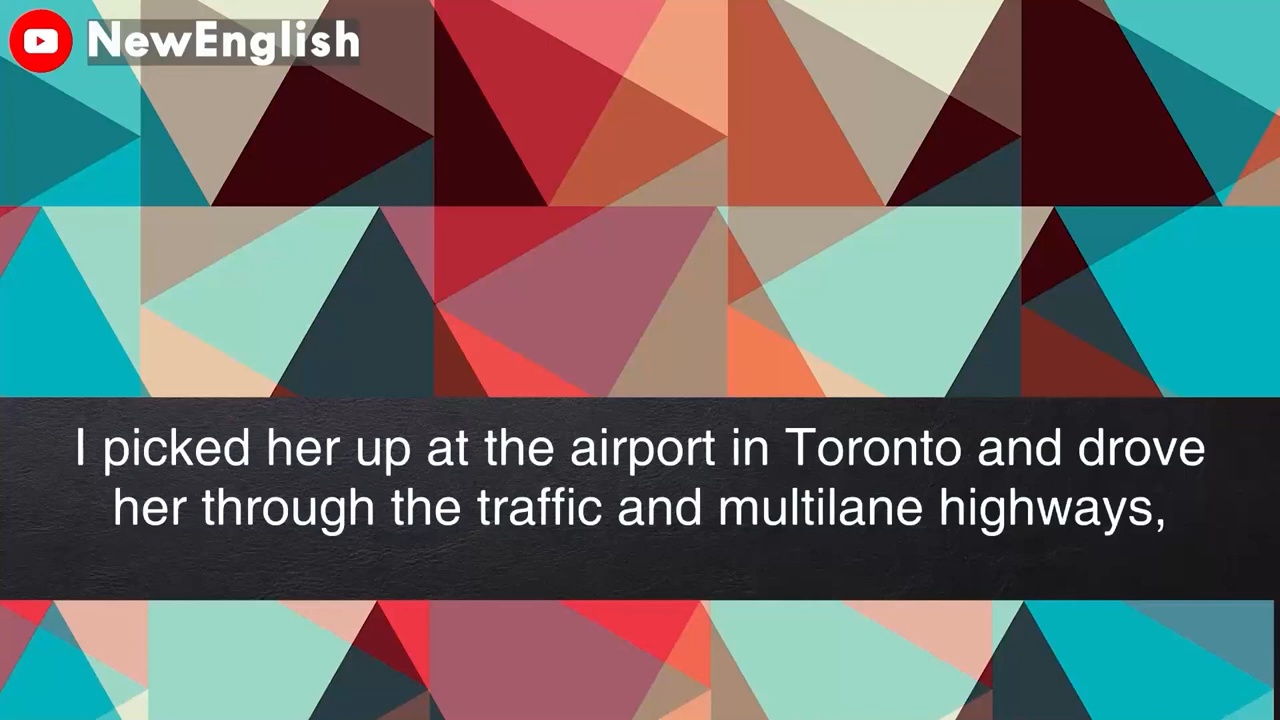 NewEnglish
I picked her up at the airport in Toronto and drove
her through the traffic and multilane highways,